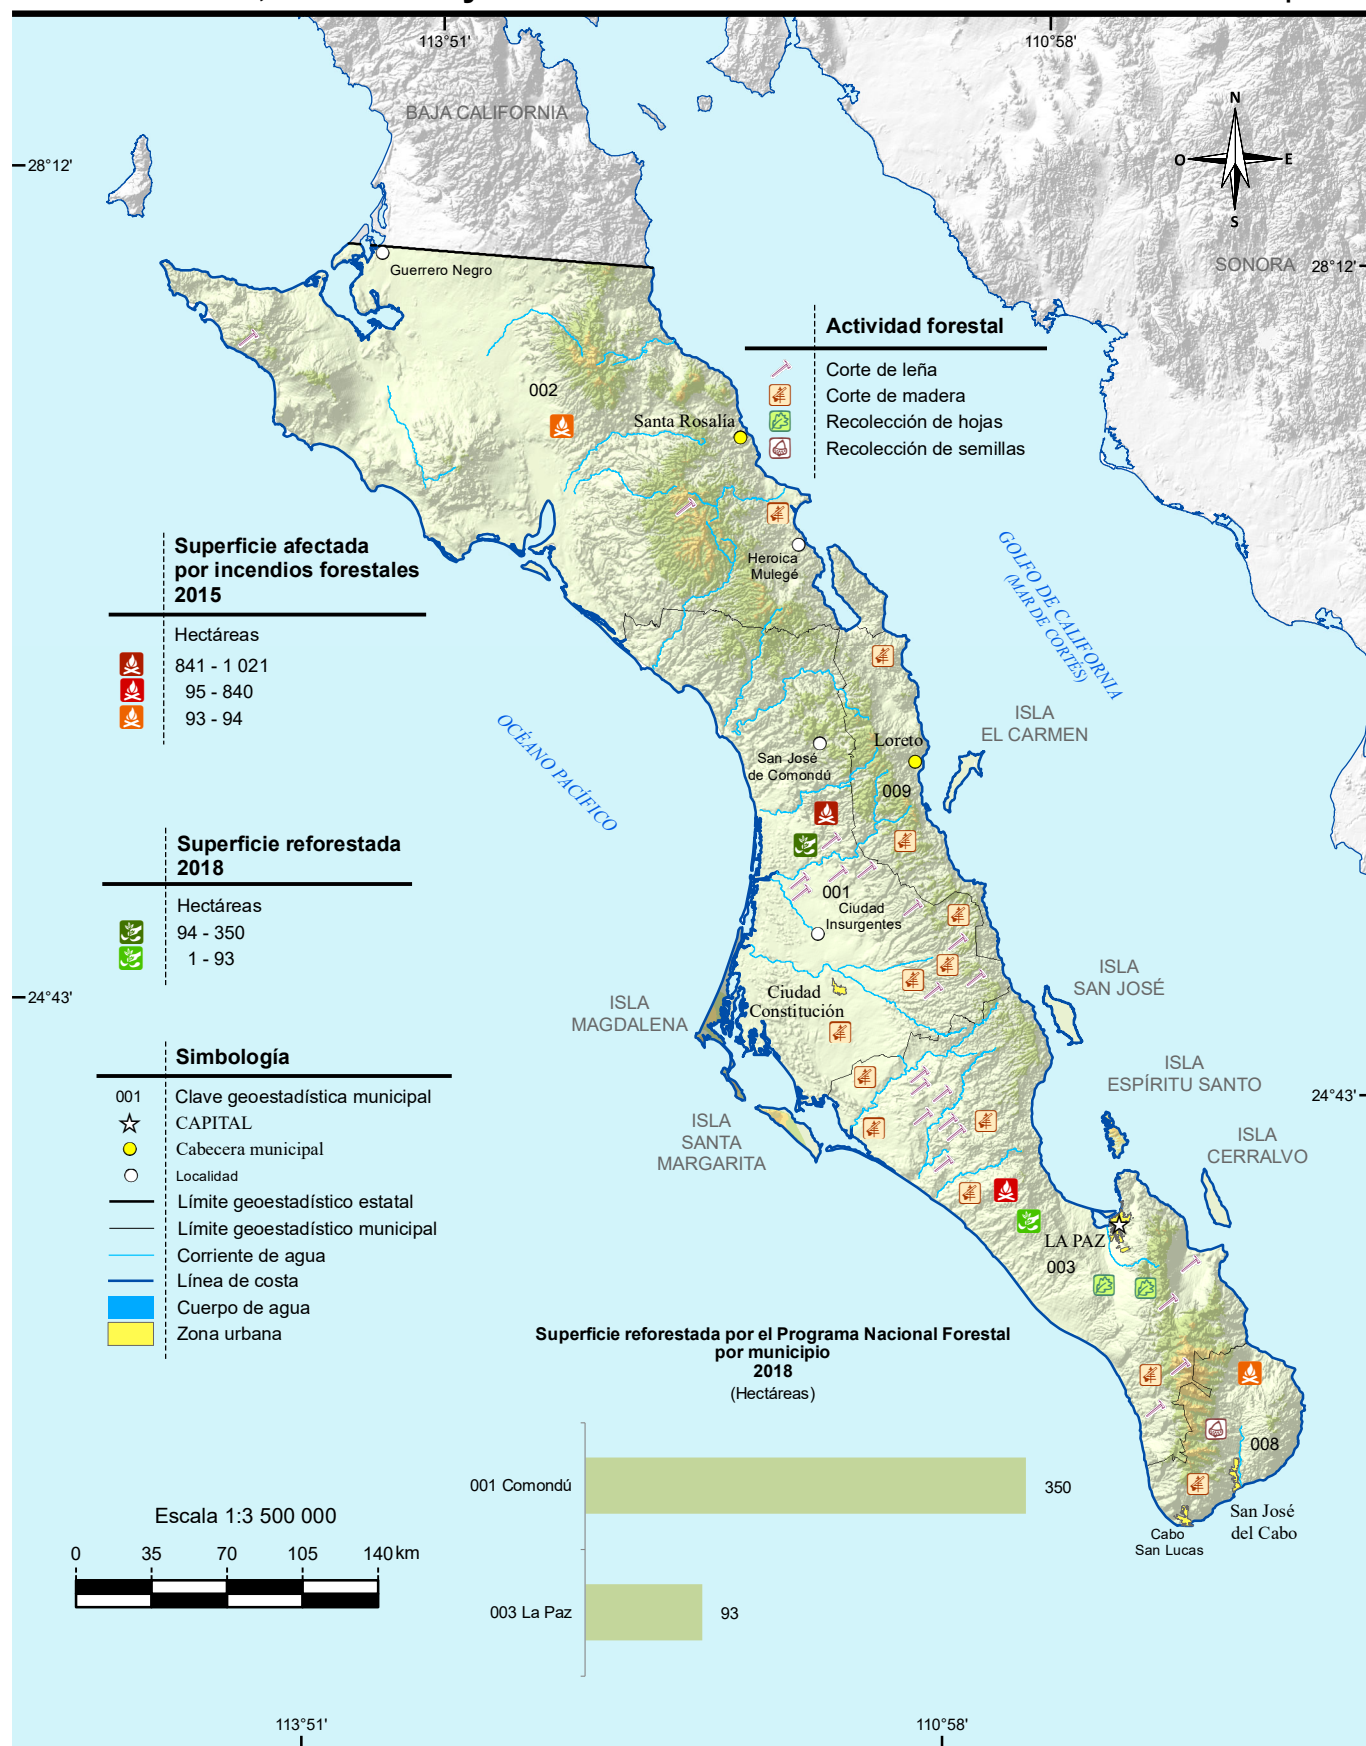 113°51'
110°58'
BAJA CALIFORNIA
N
O
E
S
28°12'
SONORA
28°12'
Guerrero Negro
Actividad forestal
Corte de leña
Corte de madera
Recolección de hojas
Recolección de semillas
002
Santa Rosalía
Heroica
Mulegé
GOLFO DE CALIFORNIA
(MAR DE CORTÉS)
Superficie afectada
por incendios forestales
2015
Hectáreas
841 - 1 021
95 - 840
93 - 94
OCÉANO PACÍFICO
ISLA
EL CARMEN
San José
de Comondú
Loreto
009
Superficie reforestada
2018
Hectáreas
94 - 350
1 - 93
001
Ciudad
Insurgentes
ISLA
SAN JOSÉ
24°43'
ISLA
MAGDALENA
Ciudad
Constitución
Simbología
001 Clave geoestadística municipal
CAPITAL
Cabecera municipal
Localidad
Límite geoestadístico estatal
Límite geoestadístico municipal
Corriente de agua
Línea de costa
Cuerpo de agua
Zona urbana
ISLA
ESPÍRITU SANTO
24°43'
ISLA
SANTA
MARGARITA
ISLA
CERRALVO
LA PAZ
003
Superficie reforestada por el Programa Nacional Forestal
por municipio
2018
(Hectáreas)
001 Comondú
350
003 La Paz
93
008
San José
del Cabo
Cabo
San Lucas
Escala 1:3 500 000
0 35 70 105 140 km
113°51'
110°58'